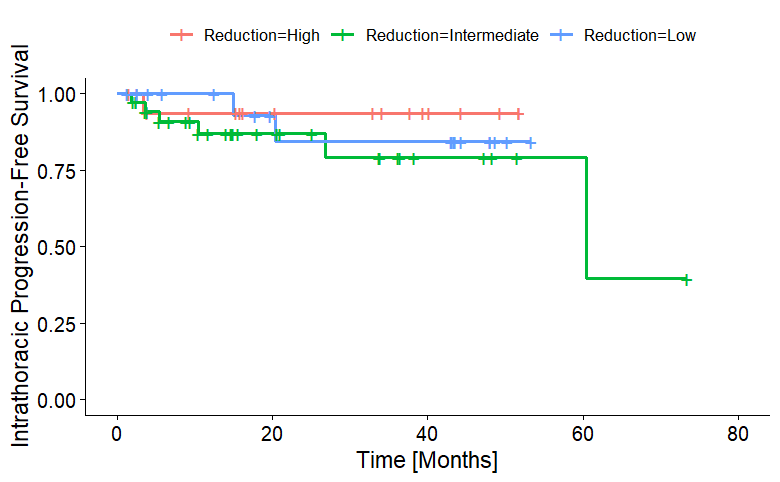 Reduction=High Reduction=Intermediate Reduction=Low
Intrathoracic Progression-Free Survival
1.00
0.75
0.50
0.25
0.00
0 20 40 60 80
Time [Months]